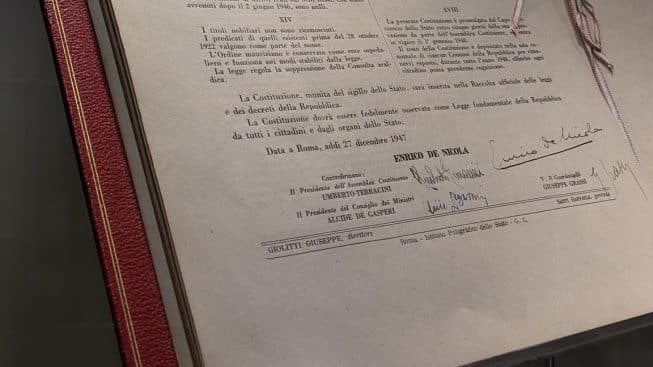 avvenuti dopo il 2 giugno 1946, sono nulli.
XIV
I titoli nobiliari non sono riconosciuti.
I predicati di quelli esistenti prima del 28 ottobre
1922 valgono come parte del nome.
L'Ordine mauriziano è conservato come ente ospeda-
liero e funziona nei modi stabiliti dalla legge.
La legge regola la soppressione della Consulta aral-
dica.
XVIII
La presente Costituzione è promulgata dal Capo
visorio dello Stato entro cinque giorni dalla sua
zione da parte dell'Assemblea Costituente, entra
in vigore il 1° gennaio 1948.
Il testo della Costituzione è depositato nella sala
comunale di ciascun Comune della Repubblica per
nervi esposto, durante tutto l'anno 1948, affinché ogni
cittadino possa prenderne cognizione.
La Costituzione, munita del sigillo dello Stato, sarà inserita nella Raccolta ufficiale delle leggi
e dei decreti della Repubblica.
La Costituzione dovrà essere fedelmente osservata come Legge fondamentale della Repubblica
da tutti i cittadini e dagli organi dello Stato.
Data a Roma, addì 27 dicembre 1947
ENRICO DE NICOLA
Enrico de Nicola
Controfirmano:
Il Presidente dell'Assemblea Costituente
UMBERTO TERRACINI
Il Presidente del Consiglio dei Ministri
ALCIDE DE GASPERI
V.: Il Guardasigilli
GIUSEPPE GRASSI
GIOLITTI GIUSEPPE, direttore
Roma - Istituto Poligrafico dello Stato - G. C.